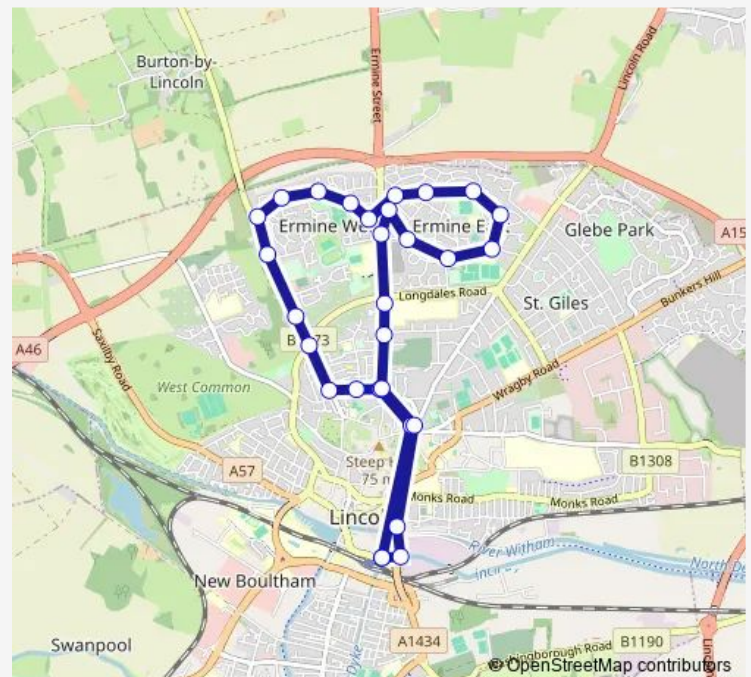 Burton-by-
Lincoln
Ermine Street
Lincoln Road
Ermine We
Ermine E
Glebe Park
A15
Bunkers Hill
Longdales Road
St. Giles
A46
Saxilby Road
B 73
West Common
Wragby Road
Steep H
75 m
A57
B1308
Monks Road
Monks Road
Linco
River Witham
North De
New Boultham
Swanpool
Dyke
A1434
B1190
Lincoln
© OpenStreetMap contributors